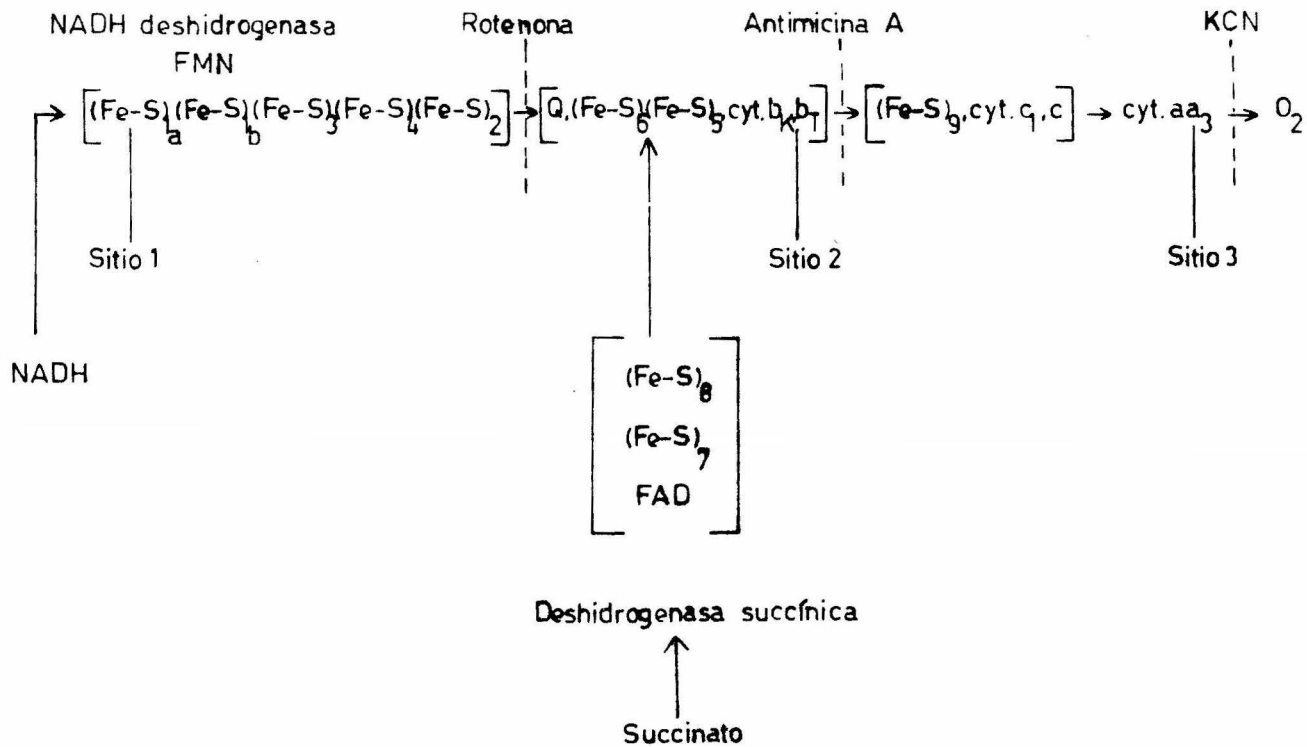 NADH deshidrogenasa
FMN
Rotenona
Antimicina A
KCN
[(Fe-S)1a(Fe-S)1b(Fe-S)3(Fe-S)4(Fe-S)2] → [Q,(Fe-S)6(Fe-S)5,cyt.bK,bT] → [(Fe-S)9,cyt.c1,c] → cyt.aa3 → O2
Sitio 1
Sitio 2
Sitio 3
NADH
(Fe-S)8
(Fe-S)7
FAD
Deshidrogenasa succínica
Succinato